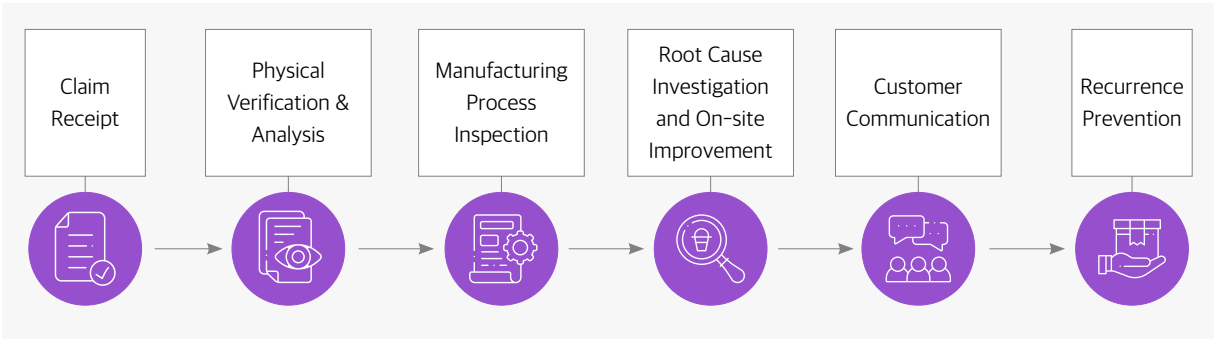 Claim
Receipt
Physical
Verification &
Analysis
Manufacturing
Process
Inspection
Root Cause
Investigation
and On-site
Improvement
Customer
Communication
Recurrence
Prevention